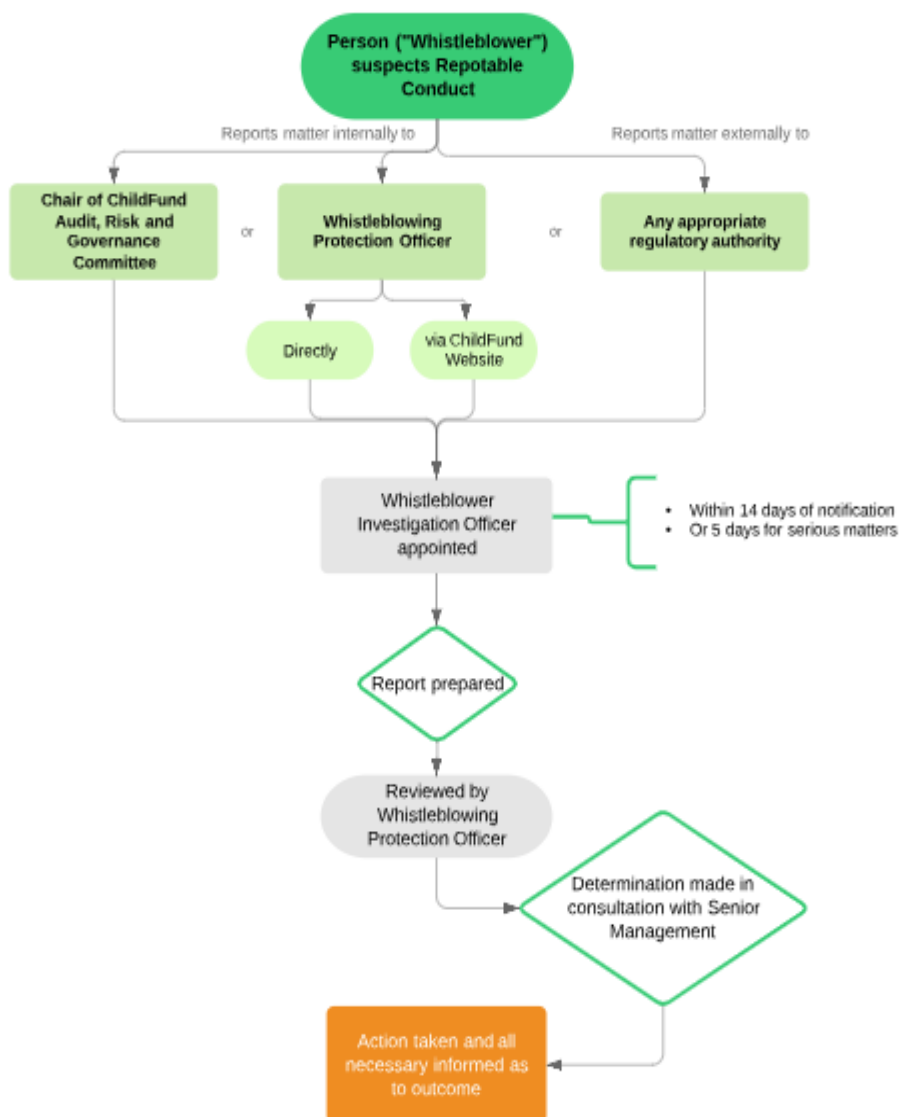 Person ("Whistleblower")
suspects Repotable
Conduct
Reports matter internally to
Reports matter externally to
Chair of ChildFund
Audit, Risk and
Governance
Committee
or
Whistleblowing
Protection Officer
or
Any appropriate
regulatory authority
Directly
via ChildFund
Website
Whistleblower
Investigation Officer
appointed
• Within 14 days of notification
• Or 5 days for serious matters
Report prepared
Reviewed by
Whistleblowing
Protection Officer
Determination made in
consultation with Senior
Management
Action taken and all
necessary informed as
to outcome